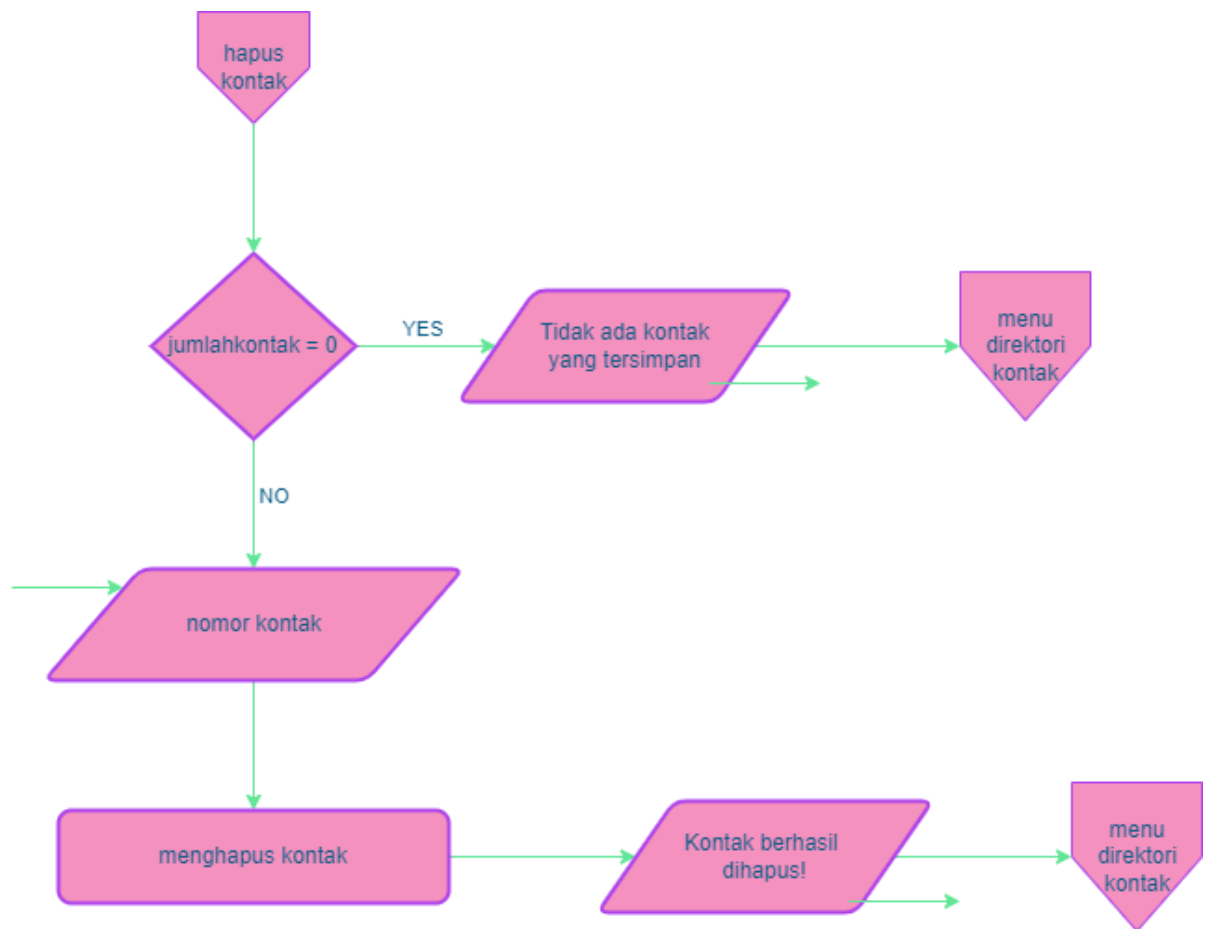 hapus
kontak
jumlahkontak = 0
YES
Tidak ada kontak
yang tersimpan
menu
direktori
kontak
NO
nomor kontak
menghapus kontak
Kontak berhasil
dihapus!
menu
direktori
kontak